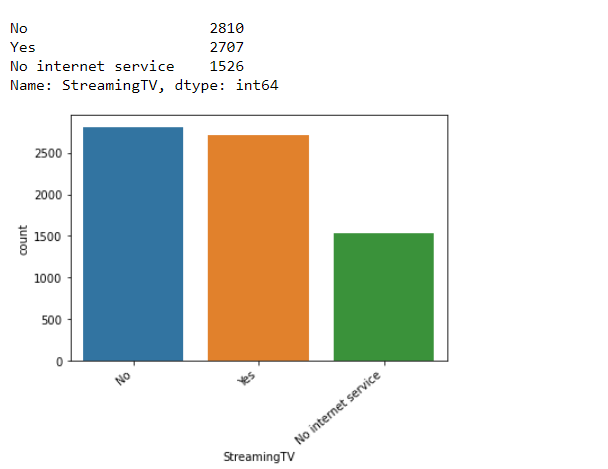 No 2810
Yes 2707
No internet service 1526
Name: StreamingTV, dtype: int64
2500
2000
1500
1000
500
0
count
No
Yes
No internet service
StreamingTV